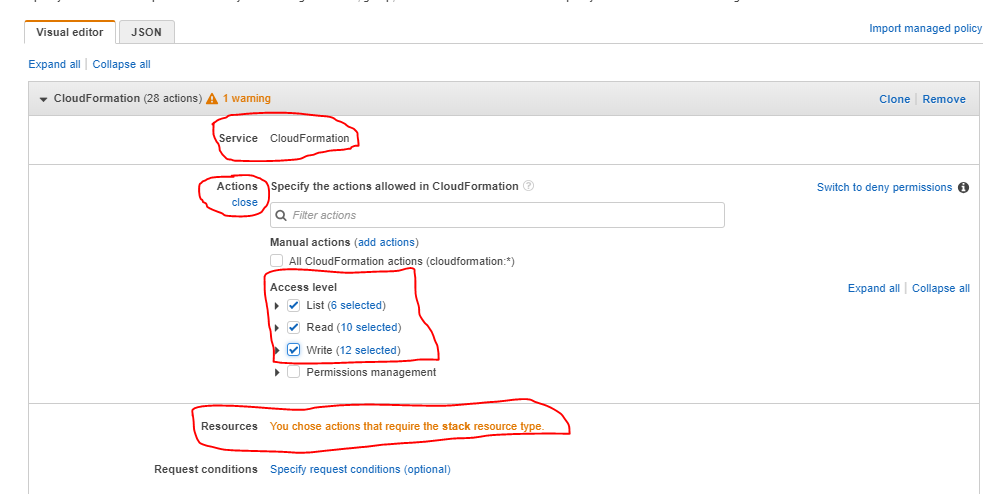 Visual editor JSON Import managed policy
Expand all | Collapse all
CloudFormation (28 actions) 1 warning Clone | Remove
Service CloudFormation
Actions Specify the actions allowed in CloudFormation ? Switch to deny permissions i
close
Filter actions
Manual actions (add actions)
All CloudFormation actions (cloudformation:*)
Access level Expand all | Collapse all
List (6 selected)
Read (10 selected)
Write (12 selected)
Permissions management
Resources You chose actions that require the stack resource type.
Request conditions Specify request conditions (optional)